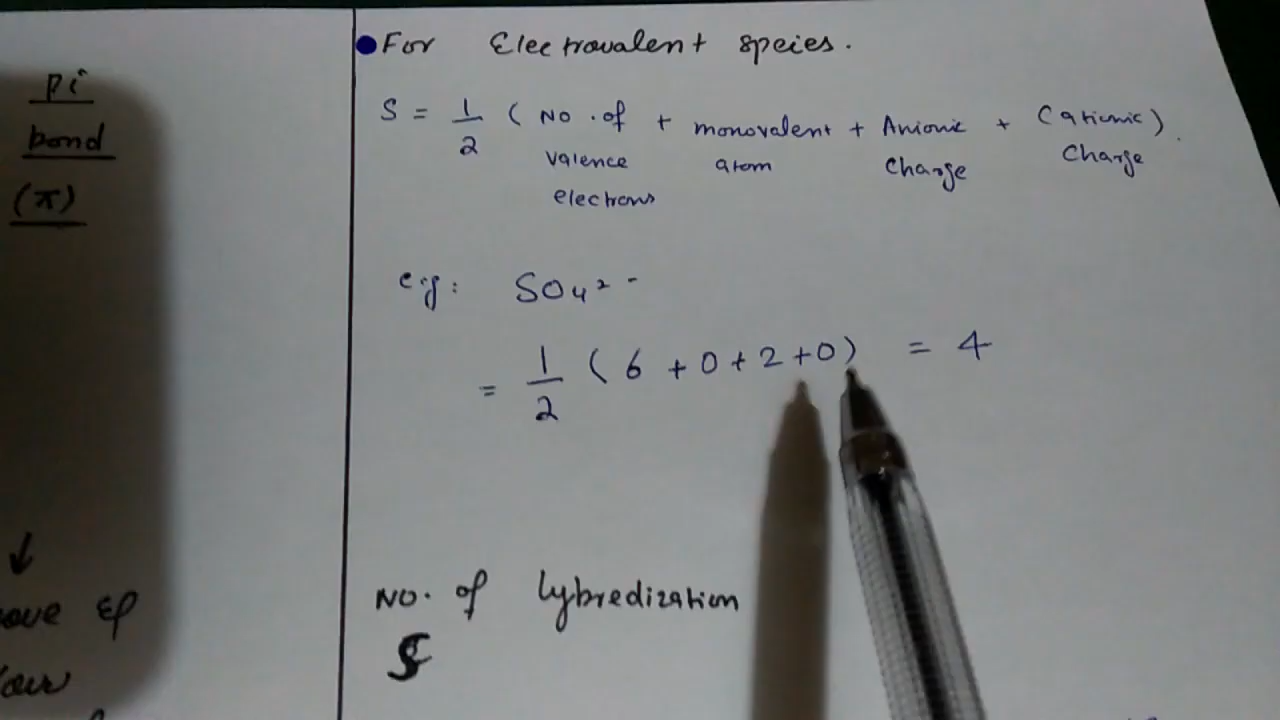 pi
bond
(π)
↓
Ep
• For Electrovalent speies.
S = 1/2 ( No. of + monovalent + Anionic + Cationic )
valence atom charge charge
electrons
e.g: SO4²⁻
= 1/2 ( 6 + 0 + 2 + 0 ) = 4
No. of hybredization
S